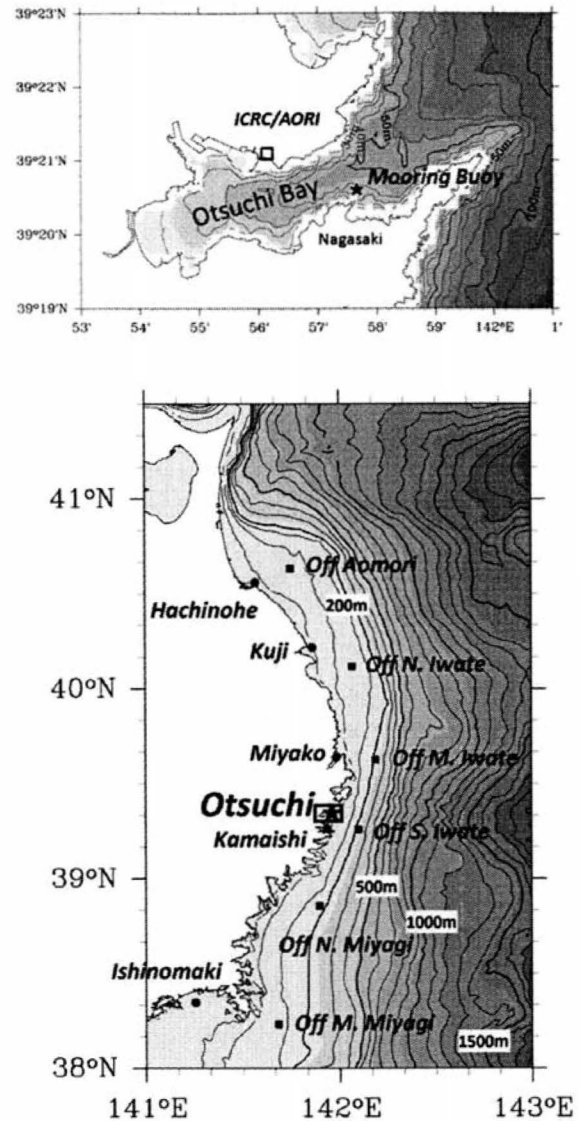 39°23'N
39°22'N
ICRC/AORI
39°21'N
Mooring Buoy
Otsuchi Bay
39°20'N
Nagasaki
39°19'N
53' 54' 55' 56' 57' 58' 59' 142°E 1'
50m
100m
41°N
Off Aomori
200m
Hachinohe
Kuji
Off N. Iwate
40°N
Miyako
Off M. Iwate
Otsuchi
Kamaishi
Off S. Iwate
39°N
500m
1000m
Off N. Miyagi
Ishinomaki
Off M. Miyagi
1500m
38°N
141°E 142°E 143°E